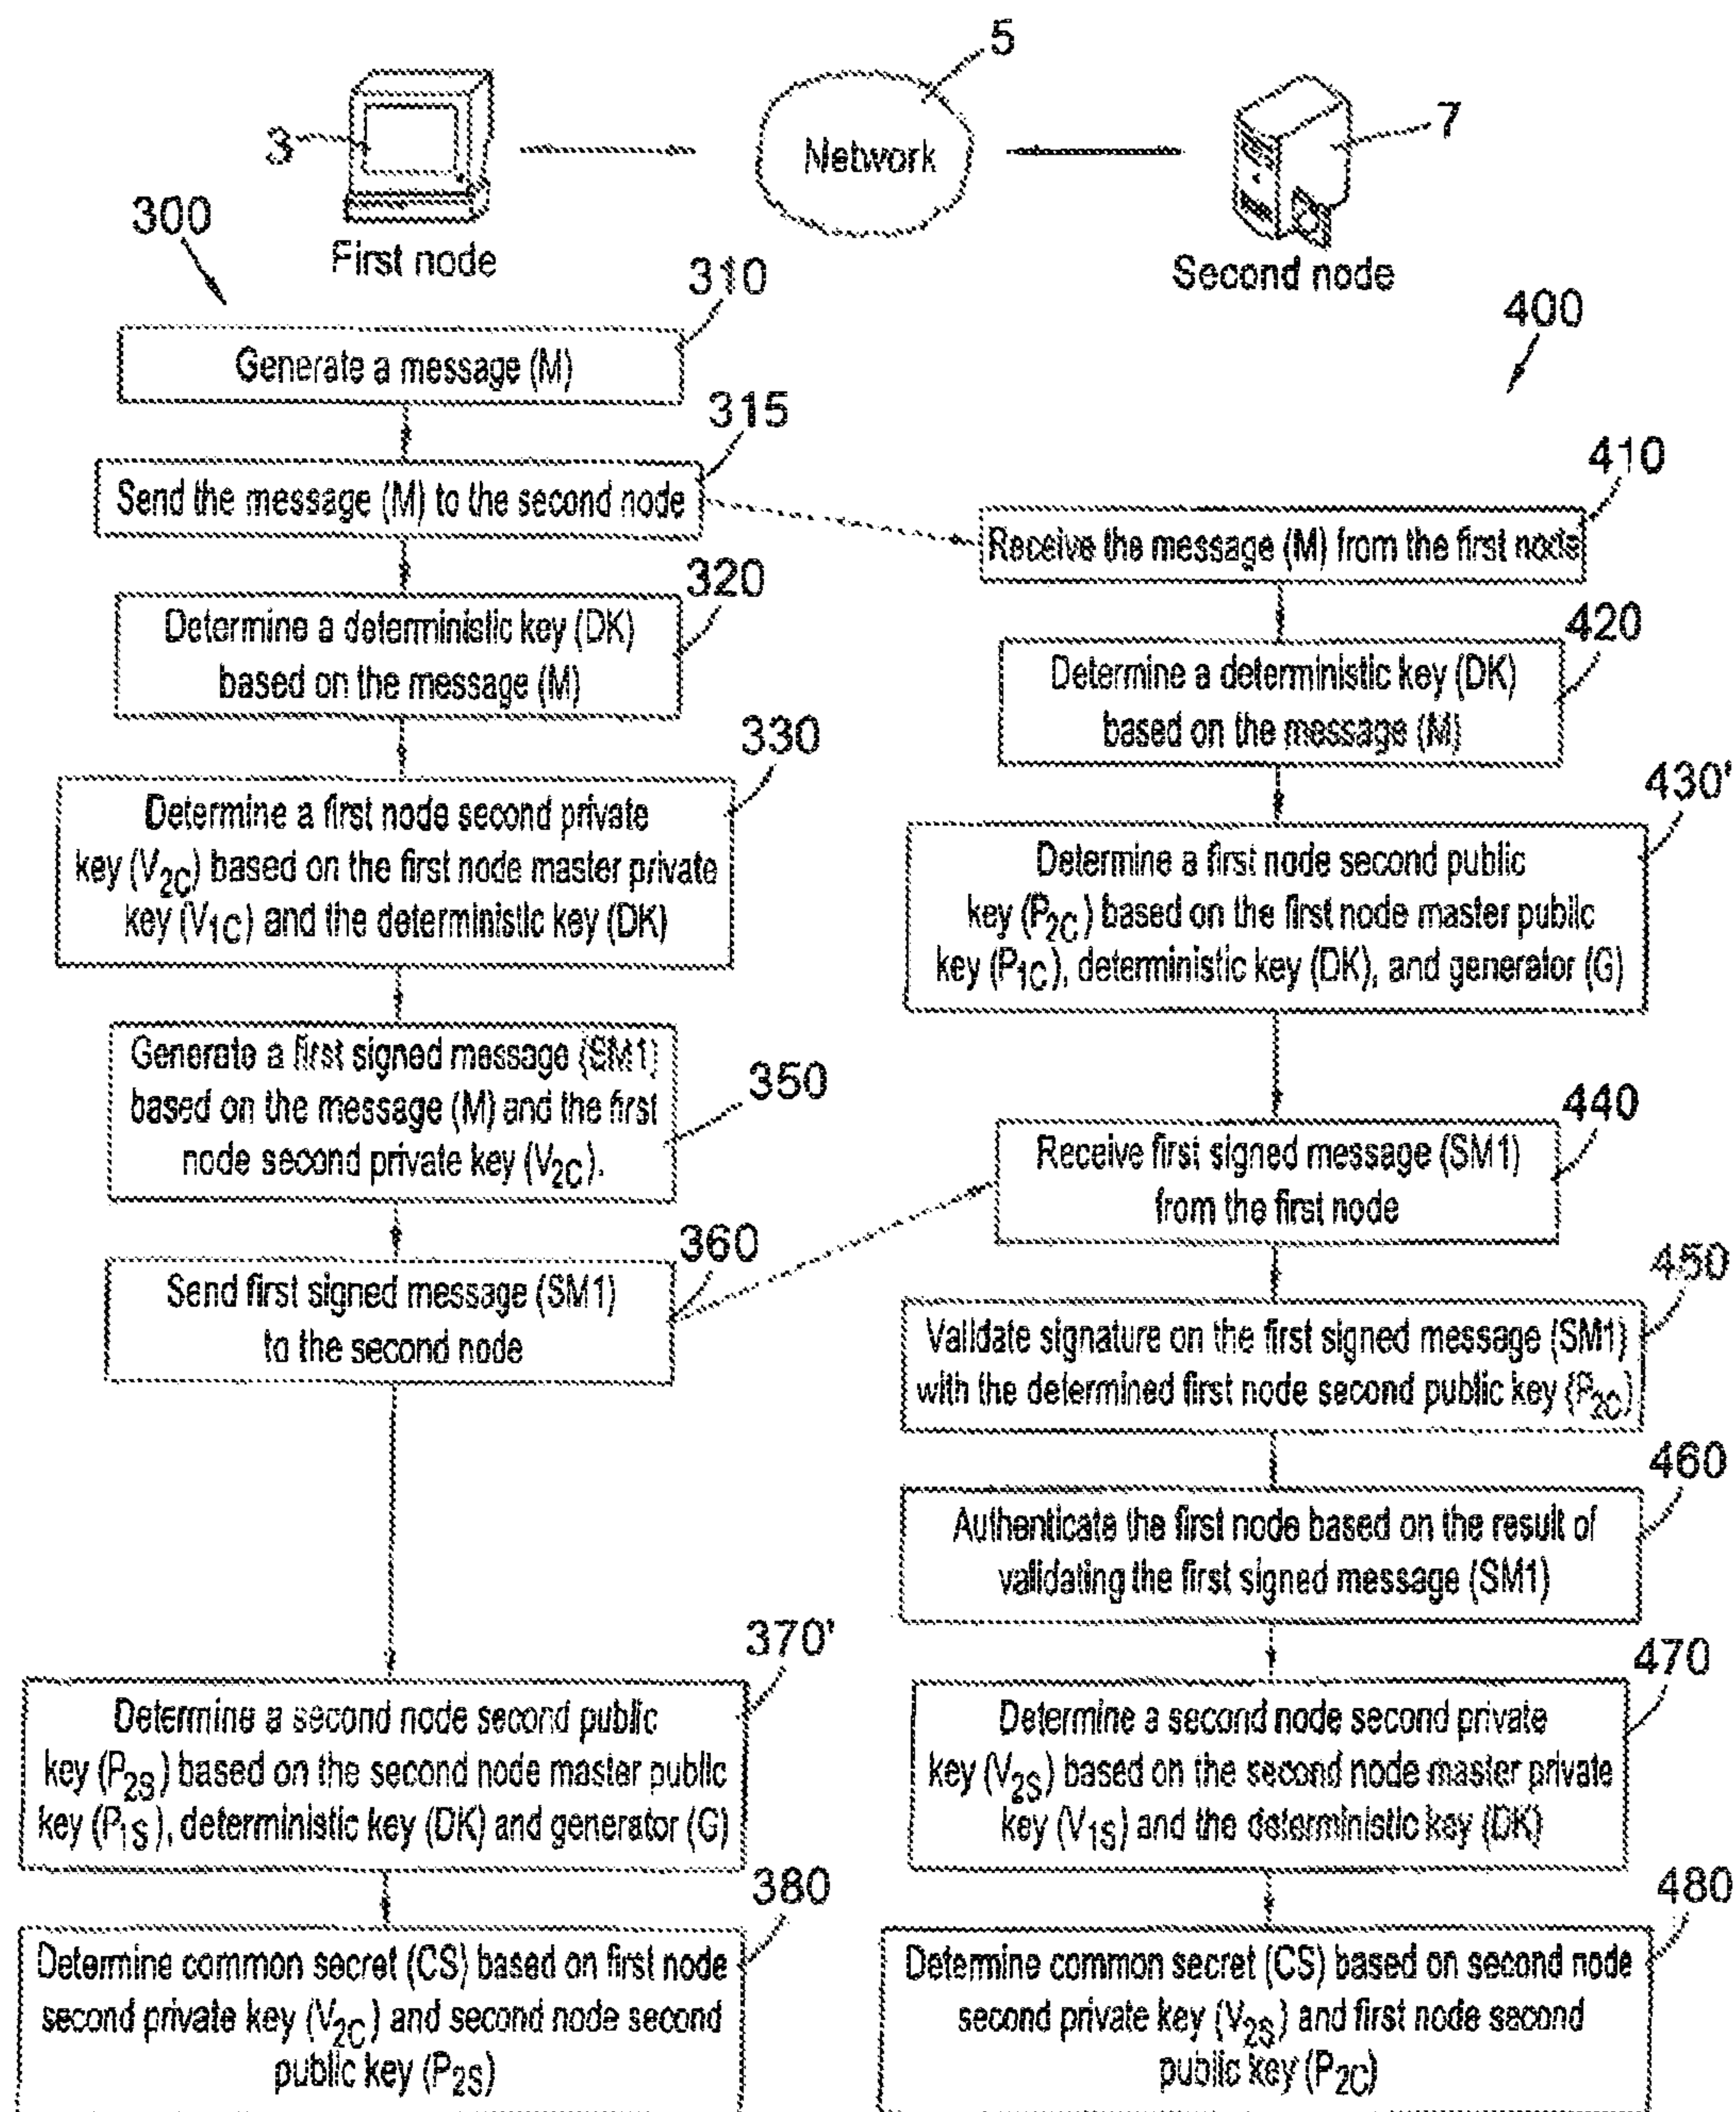 5
3
Network
7
300
First node
Second node
310
400
Generate a message (M)
315
Send the message (M) to the second node
410
Receive the message (M) from the first node
320
Determine a deterministic key (DK)
based on the message (M)
420
Determine a deterministic key (DK)
based on the message (M)
330
Determine a first node second private
key (V2C) based on the first node master private
key (V1C) and the deterministic key (DK)
430'
Determine a first node second public
key (P2C) based on the first node master public
key (P1C), deterministic key (DK), and generator (G)
350
Generate a first signed message (SM1)
based on the message (M) and the first
node second private key (V2C).
440
Receive first signed message (SM1)
from the first node
360
Send first signed message (SM1)
to the second node
450
Validate signature on the first signed message (SM1)
with the determined first node second public key (P2C)
460
Authenticate the first node based on the result of
validating the first signed message (SM1)
370'
Determine a second node second public
key (P2S) based on the second node master public
key (P1S), deterministic key (DK) and generator (G)
470
Determine a second node second private
key (V2S) based on the second node master private
key (V1S) and the deterministic key (DK)
380
Determine common secret (CS) based on first node
second private key (V2C) and second node second
public key (P2S)
480
Determine common secret (CS) based on second node
second private key (V2S) and first node second
public key (P2C)